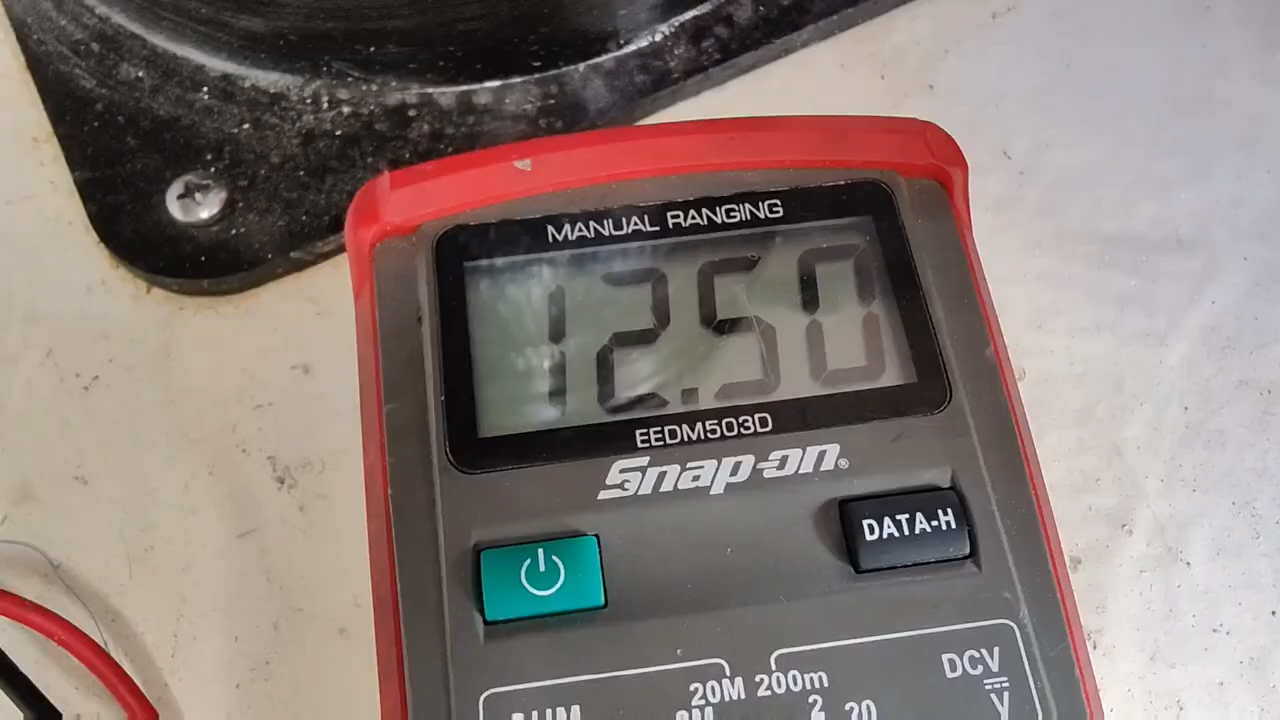 MANUAL RANGING
12.50
EEDM503D
Snap-on®
DATA-H
DCV
20M 200m
V
2 20